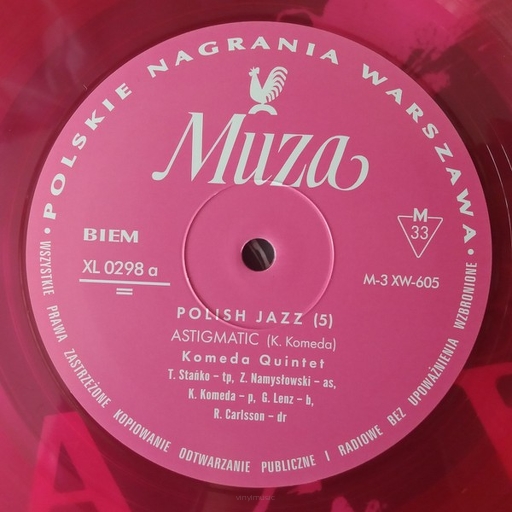 • POLSKIE NAGRANIA WARSZAWA •
Muza
BIEM
XL 0298 a
M
33
M-3 XW-605
POLISH JAZZ (5)
ASTIGMATIC (K. Komeda)
Komeda Quintet
T. Stańko – tp, Z. Namysłowski – as,
K. Komeda – p, G. Lenz – b,
R. Carlsson – dr
WSZYSTKIE PRAWA ZASTRZEŻONE KOPIOWANIE ODTWARZANIE PUBLICZNE I RADIOWE BEZ UPOWAŻNIENIA WZBRONIONE